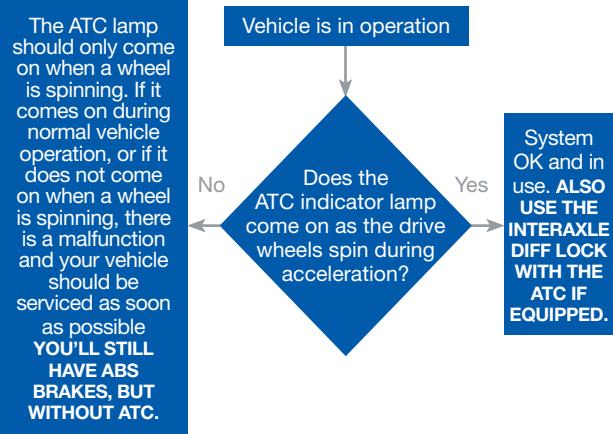 The ATC lamp
should only come
on when a wheel
is spinning. If it
comes on during
normal vehicle
operation, or if it
does not come
on when a wheel
is spinning, there
is a malfunction
and your vehicle
should be
serviced as soon
as possible
YOU’LL STILL
HAVE ABS
BRAKES, BUT
WITHOUT ATC.
Vehicle is in operation
No
Does the
ATC indicator lamp
come on as the drive
wheels spin during
acceleration?
Yes
System
OK and in
use. ALSO
USE THE
INTERAXLE
DIFF LOCK
WITH THE
ATC IF
EQUIPPED.